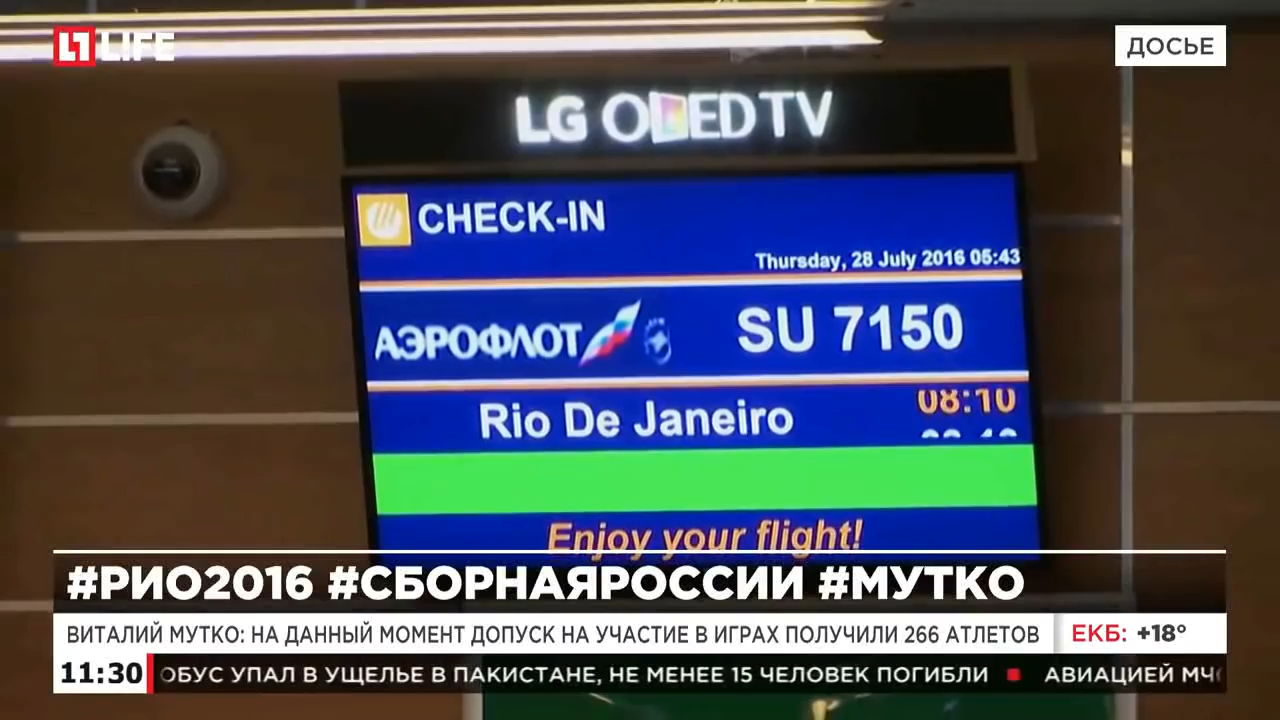 LIFE
ДОСЬЕ
LG OLED TV
CHECK-IN
Thursday, 28 July 2016 05:43
АЭРОФЛОТ SU 7150
Rio De Janeiro 08:10
Enjoy your flight!
#РИО2016 #СБОРНАЯРОССИИ #МУТКО
ВИТАЛИЙ МУТКО: НА ДАННЫЙ МОМЕНТ ДОПУСК НА УЧАСТИЕ В ИГРАХ ПОЛУЧИЛИ 266 АТЛЕТОВ ЕКБ: +18°
11:30 ОБУС УПАЛ В УЩЕЛЬЕ В ПАКИСТАНЕ, НЕ МЕНЕЕ 15 ЧЕЛОВЕК ПОГИБЛИ ■ АВИАЦИЕЙ МЧ